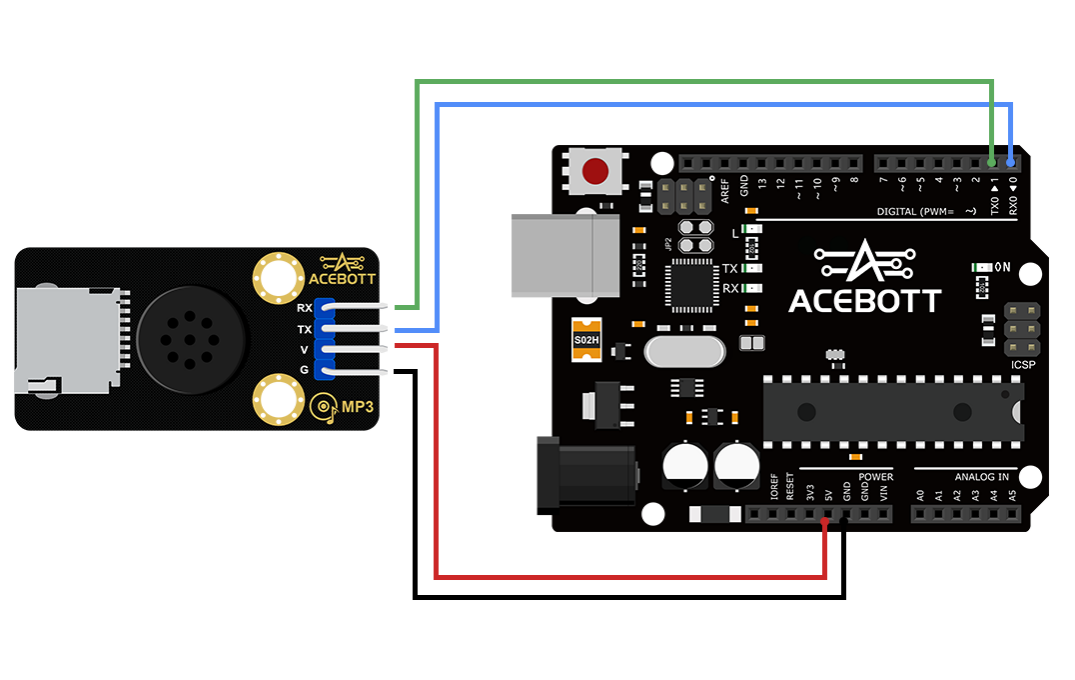 ACEBOTT
RX
TX
V
G
MP3
AREF
GND
13
12
~11
~10
~9
8
7
~6
~5
4
~3
2
TX0 ▶ 1
RX0 ◀ 0
DIGITAL (PWM= ~)
JP2
L
TX
RX
ACEBOTT
ON
S02H
ICSP
POWER
ANALOG IN
IOREF
RESET
3V3
5V
GND
GND
VIN
A0
A1
A2
A3
A4
A5